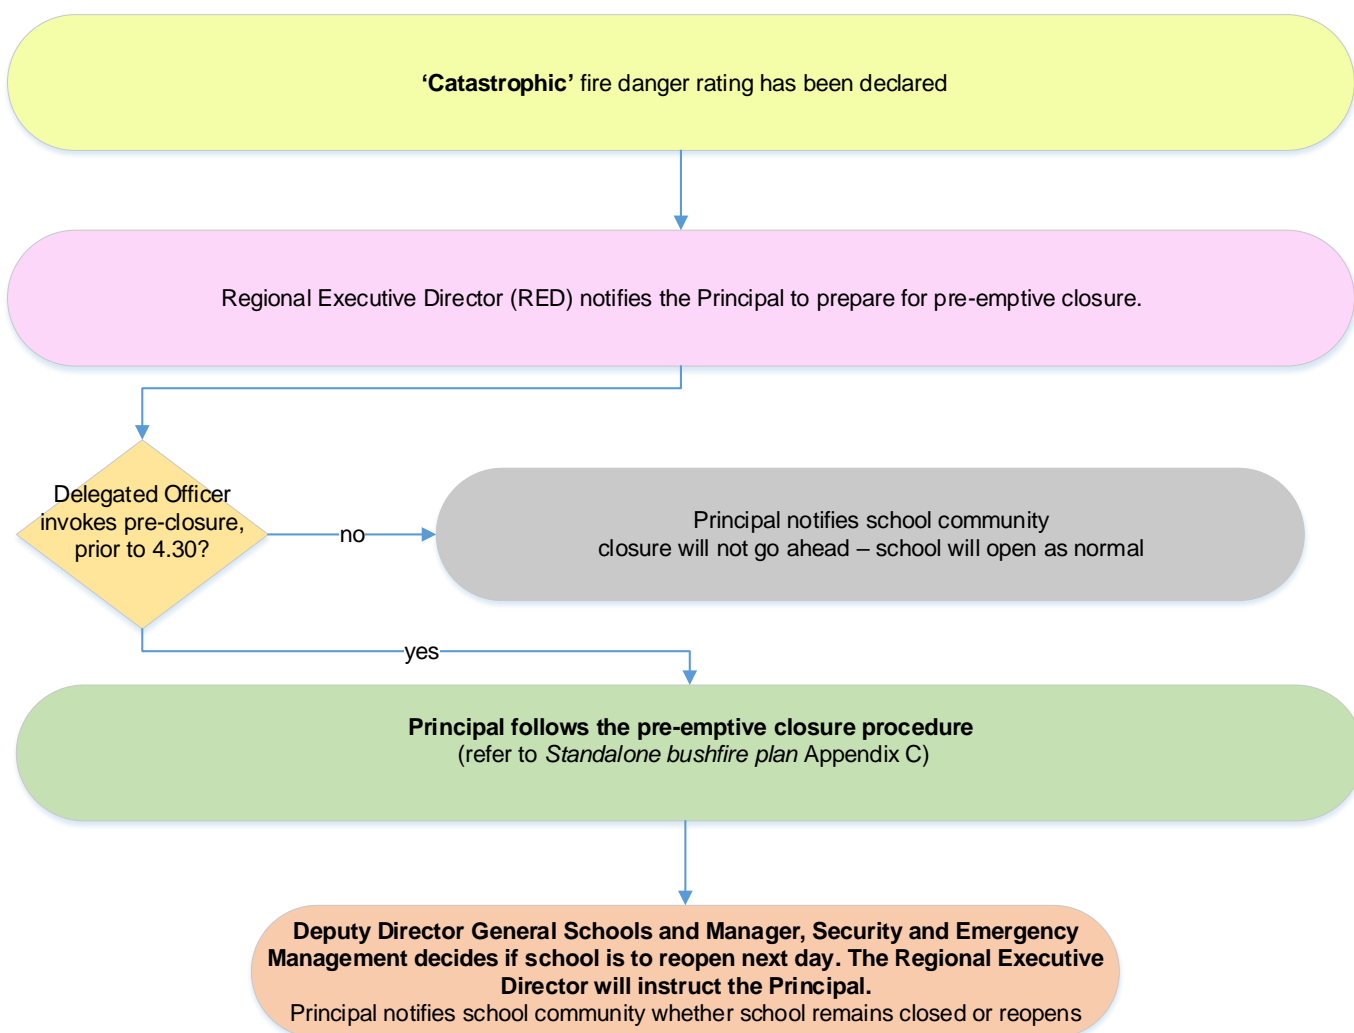 ‘Catastrophic’ fire danger rating has been declared
Regional Executive Director (RED) notifies the Principal to prepare for pre-emptive closure.
Delegated Officer
invokes pre-closure,
prior to 4.30?
no
Principal notifies school community
closure will not go ahead – school will open as normal
yes
Principal follows the pre-emptive closure procedure
(refer to Standalone bushfire plan Appendix C)
Deputy Director General Schools and Manager, Security and Emergency
Management decides if school is to reopen next day. The Regional Executive
Director will instruct the Principal.
Principal notifies school community whether school remains closed or reopens